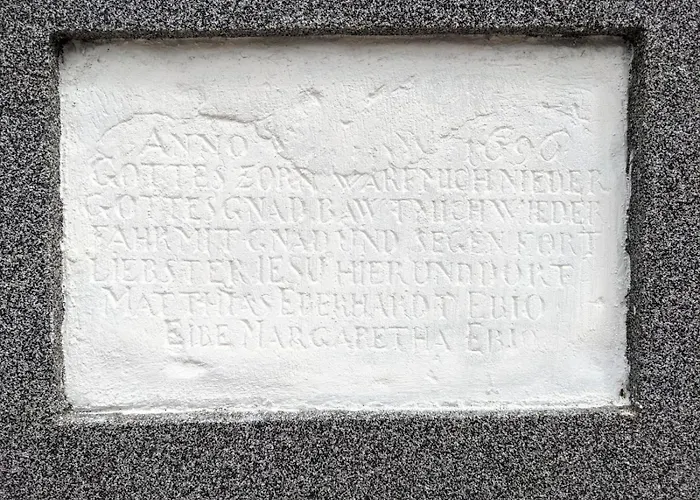 ANNO 1696
GOTTES ZORN WARF MICH NIEDER
GOTTES GNAD BAWT MICH WIEDER
FAHR MIT GNAD UND SEGEN FORT
LIEBSTER IESU HIER UND DORT
MATTHIAS EBERHARDT EBIO
EIBE MARGARETHA EBIO